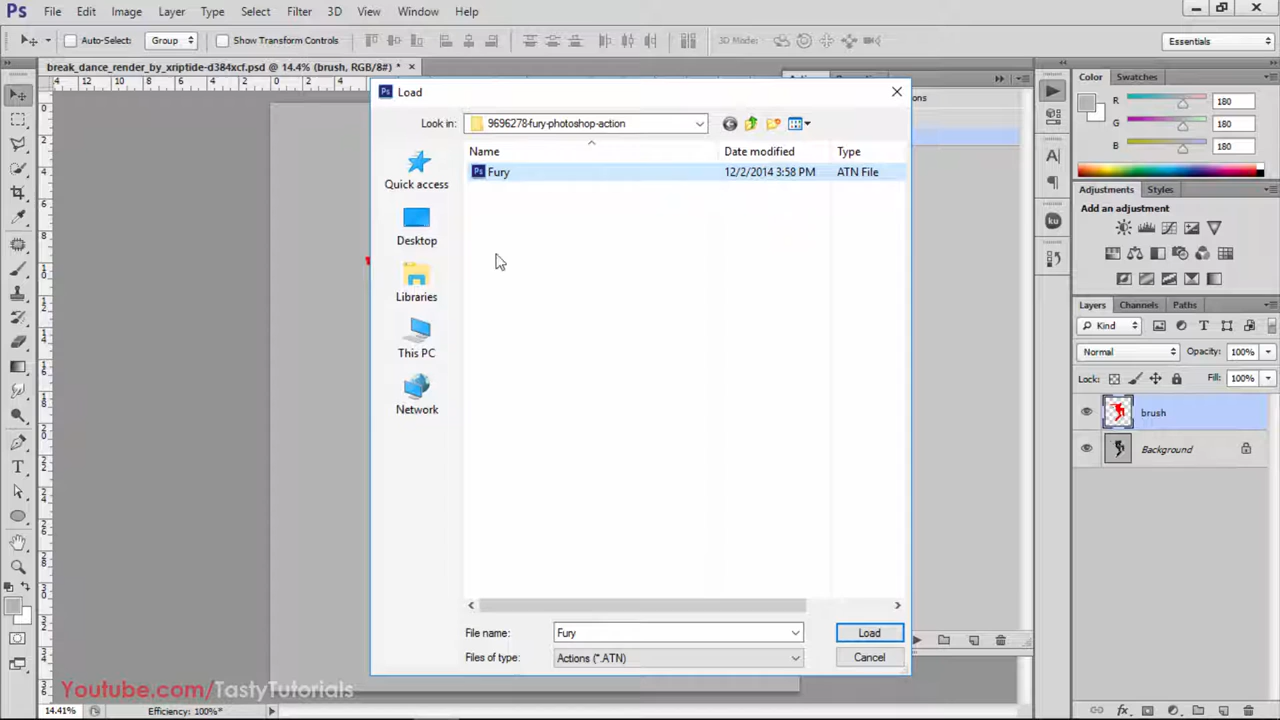 Ps File Edit Image Layer Type Select Filter 3D View Window Help
Auto-Select: Group Show Transform Controls 3D Mode: Essentials
break_dance_render_by_xriptide-d384xcf.psd @ 14.4% (brush, RGB/8#) * ×
Load
Look in: 9696278-fury-photoshop-action
Name Date modified Type
Fury 12/2/2014 3:58 PM ATN File
Quick access
Desktop
Libraries
This PC
Network
File name: Fury Load
Files of type: Actions (*.ATN) Cancel
Color Swatches
R 180
G 180
B 180
Adjustments Styles
Add an adjustment
Layers Channels Paths
Kind
Normal Opacity: 100%
Lock: Fill: 100%
brush
Background
Youtube.com/TastyTutorials
14.41% Efficiency: 100%*